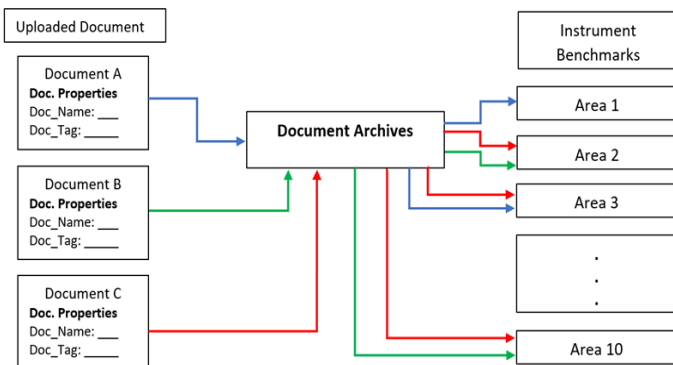 Uploaded Document
Document A
Doc. Properties
Doc_Name: ___
Doc_Tag: _____
Document B
Doc. Properties
Doc_Name: ___
Doc_Tag: _____
Document C
Doc. Properties
Doc_Name: ___
Doc_Tag: _____
Document Archives
Instrument
Benchmarks
Area 1
Area 2
Area 3
.
.
.
Area 10